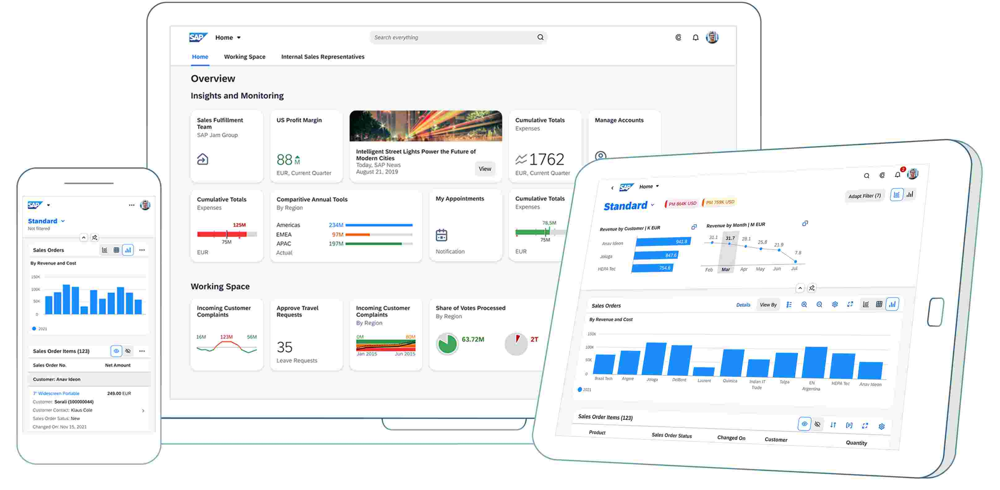 SAP Home
Search everything
Home Working Space Internal Sales Representatives
Overview
Insights and Monitoring
Sales Fulfillment
Team
SAP Jam Group
US Profit Margin
88 M
EUR, Current Quarter
Intelligent Street Lights Power the Future of
Modern Cities
Today, SAP News
August 21, 2019
View
Cumulative Totals
Expenses
1762
EUR, Current Quarter
Manage Accounts
Cumulative Totals
Expenses
125M
75M
EUR
Comparitive Annual Tools
By Region
Americas 234M
EMEA 97M
APAC 197M
Actual
My Appointments
Notification
Cumulative Totals
Expenses
78,5M
75M
EUR
Working Space
Incoming Customer
Complaints
16M 123M 56M
Approve Travel
Requests
35
Leave Requests
Incoming Customer
Complaints
By Region
0M 80M
Jan 2015 Jun 2015
Share of Votes Processed
By Region
63.72M
2T
SAP
Standard
Not filtered
Sales Orders
By Revenue and Cost
150K
100K
50K
0
2021
Sales Order Items (123)
Sales Order No. Net Amount
Customer: Anav Ideon
7" Widescreen Portable 249.00 EUR
Customer: Sorali (100000044)
Customer Contact: Klaus Cole
Sales Order Satus: New
Changed On: Nov 15, 2021
2
SAP Home
Standard PM 864K USD PM 759K USD
Adapt Filter (7)
Revenue by Customer | K EUR
Anav Ideon 941.8
Jologa 847.6
HEPA Tec 754.6
Revenue by Month | M EUR
31.1 31.7 28.1 25.8 21.9 7.8
Feb Mar Apr May Jun Jul
Sales Orders Details View By
By Revenue and Cost
150K
100K
50K
0
Brazil Tech Angeré Jologa DelBont Laurent Quimica Indian IT Trade Talpa EN Argentina HEPA Tec Anav Ideon
2021
Sales Order Items (123)
Product Sales Order Status Changed On Customer Quantity